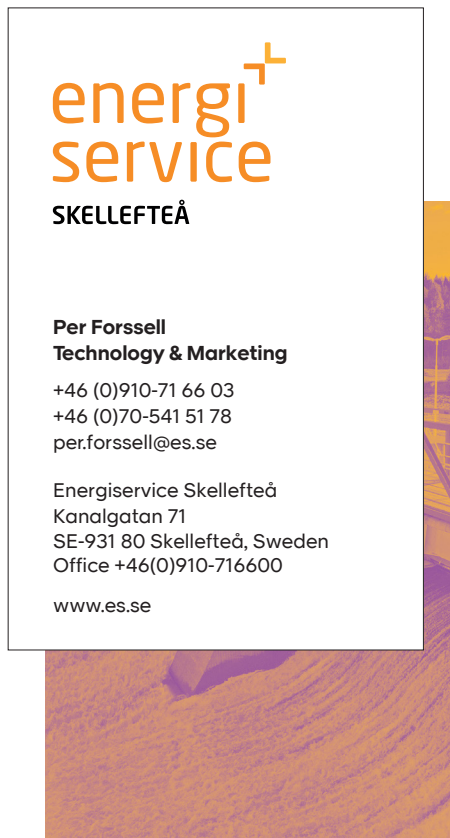 energi
service
SKELLEFTEÅ
Per Forssell
Technology & Marketing
+46 (0)910-71 66 03
+46 (0)70-541 51 78
per.forssell@es.se
Energiservice Skellefteå
Kanalgatan 71
SE-931 80 Skellefteå, Sweden
Office +46(0)910-716600
www.es.se